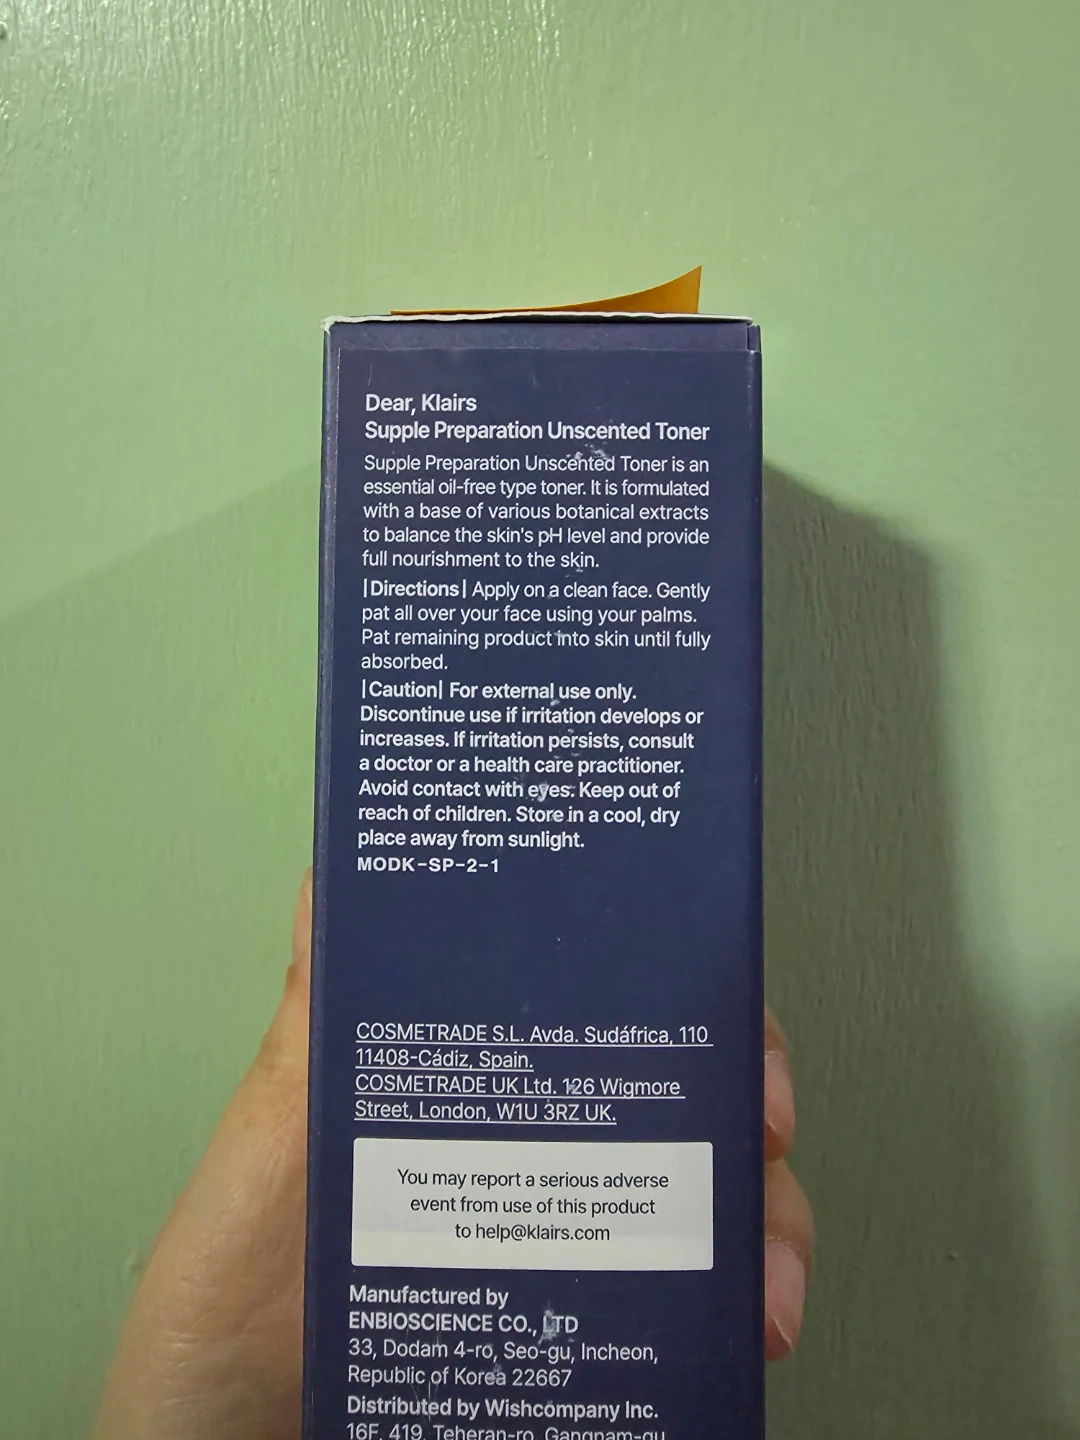 Dear, Klairs
Supple Preparation Unscented Toner
Supple Preparation Unscented Toner is an
essential oil-free type toner. It is formulated
with a base of various botanical extracts
to balance the skin's pH level and provide
full nourishment to the skin.
|Directions| Apply on a clean face. Gently
pat all over your face using your palms.
Pat remaining product into skin until fully
absorbed.
|Caution| For external use only.
Discontinue use if irritation develops or
increases. If irritation persists, consult
a doctor or a health care practitioner.
Avoid contact with eyes. Keep out of
reach of children. Store in a cool, dry
place away from sunlight.
MODK-SP-2-1
COSMETRADE S.L. Avda. Sudáfrica, 110
11408-Cádiz, Spain.
COSMETRADE UK Ltd. 126 Wigmore
Street, London, W1U 3RZ UK.
You may report a serious adverse
event from use of this product
to help@klairs.com
Manufactured by
ENBIOSCIENCE CO., LTD
33, Dodam 4-ro, Seo-gu, Incheon,
Republic of Korea 22667
Distributed by Wishcompany Inc.
16F, 419, Teheran-ro, Gangnam-gu